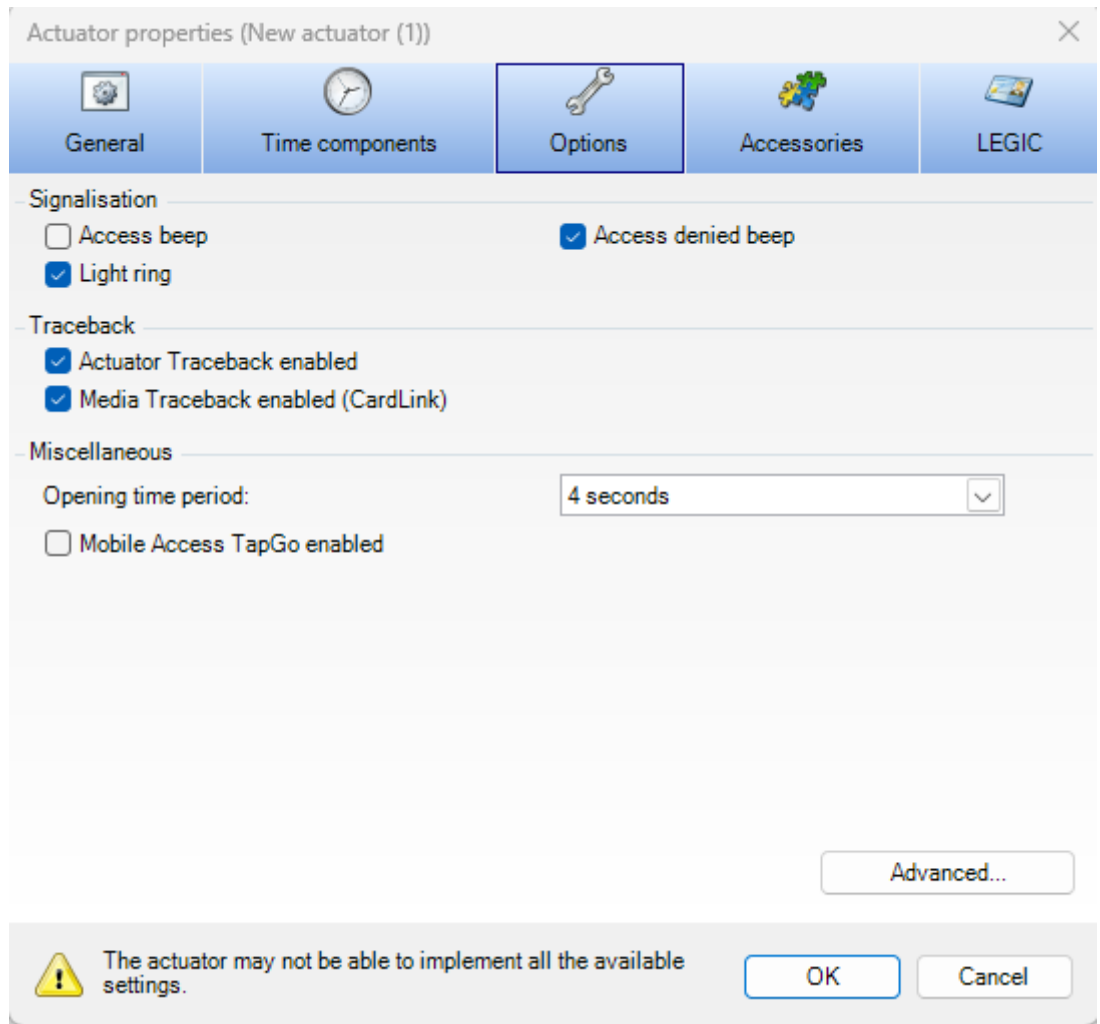 Actuator properties (New actuator (1))
General Time components Options Accessories LEGIC
Signalisation
Access beep Access denied beep
Light ring
Traceback
Actuator Traceback enabled
Media Traceback enabled (CardLink)
Miscellaneous
Opening time period: 4 seconds
Mobile Access TapGo enabled
Advanced...
The actuator may not be able to implement all the available
settings.
OK Cancel